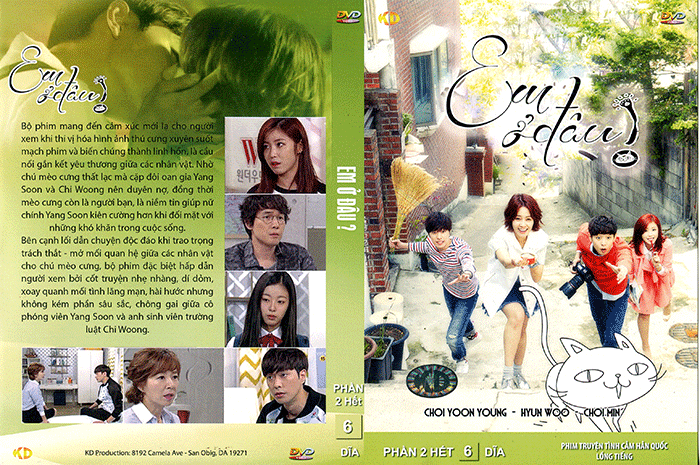 DVD
KD
Em
ở đâu?
Bộ phim mang đến cảm xúc mới lạ cho người
xem khi thi vị hóa hình ảnh thú cưng xuyên suốt
mạch phim và biến chúng thành linh hồn, là cầu
nối gắn kết yêu thương giữa các nhân vật. Nhờ
chú mèo cưng thất lạc mà cặp đôi oan gia Yang
Soon và Chi Woong nên duyên nợ, đồng thời
mèo cưng còn là người bạn, là niềm tin giúp nữ
chính Yang Soon kiên cường hơn khi đối mặt với
những khó khăn trong cuộc sống.
Bên cạnh lối dẫn chuyện độc đáo khi trao trọng
trách thắt - mở mối quan hệ giữa các nhân vật
cho chú mèo cưng, bộ phim đặc biệt hấp dẫn
người xem bởi cốt truyện nhẹ nhàng, dí dỏm,
xoay quanh mối tình lãng mạn, hài hước nhưng
không kém phần sâu sắc, chông gai giữa cô
phóng viên Yang Soon và anh sinh viên trường
luật Chi Woong.
KD
KD Production: 8192 Camela Ave - San Obig, DA 19271
DVD
DVD
EM Ở ĐÂU ?
PHẦN
2 Hết
6
DĨA
KD
DVD
Em
ở đâu?
CHOI YOON YOUNG - HYUN WOO - CHOI MIN
PHẦN 2 HẾT 6 DĨA
PHIM TRUYỆN TÌNH CẢM HÀN QUỐC
LỒNG TIẾNG